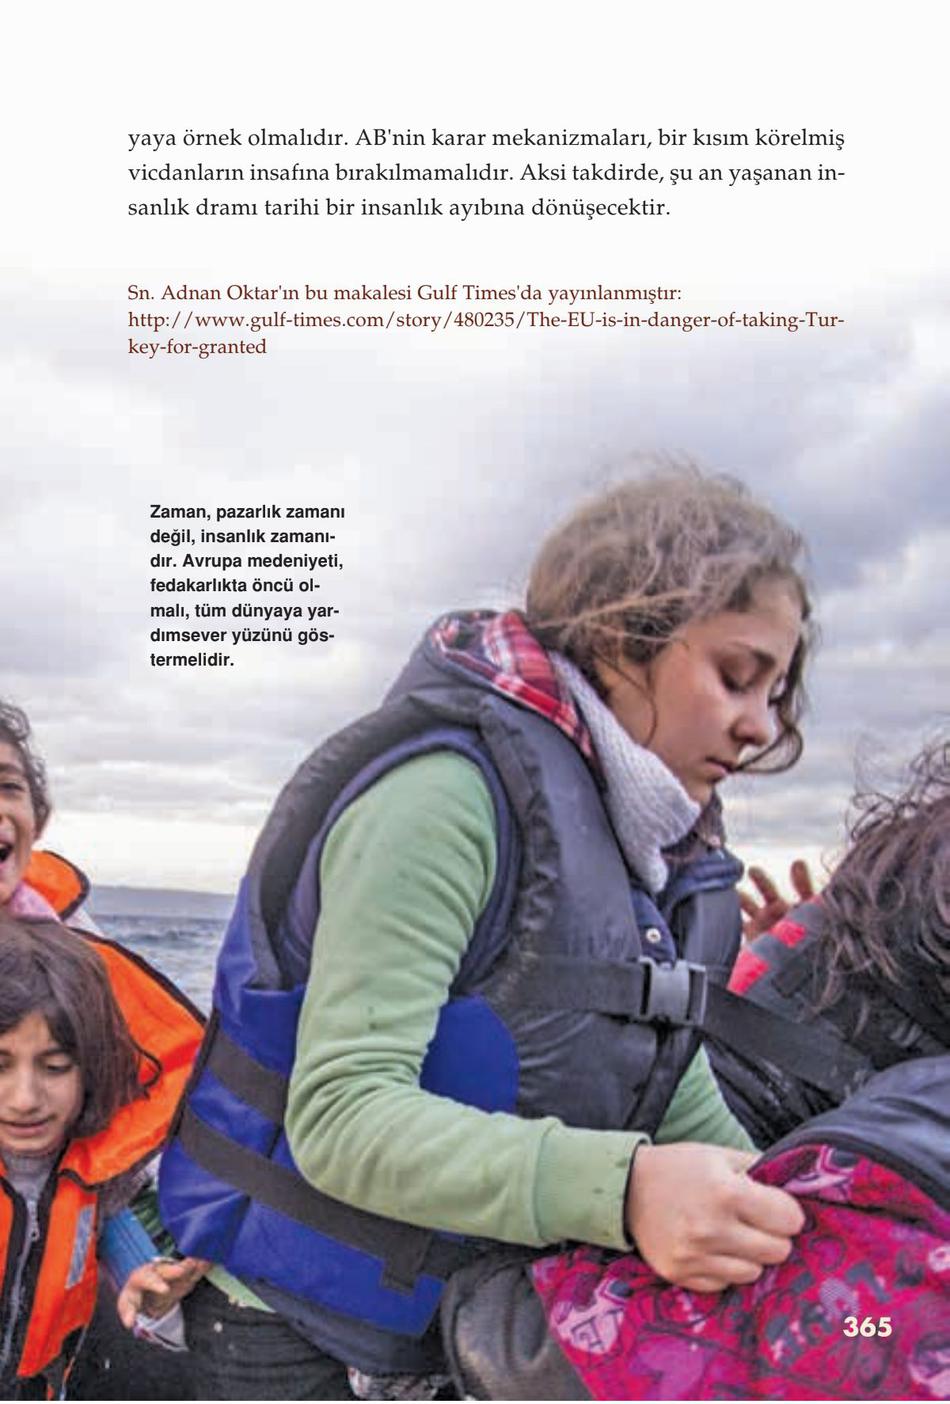 yaya örnek olmalıdır. AB'nin karar mekanizmaları, bir kısım körelmiş
vicdanların insafına bırakılmamalıdır. Aksi takdirde, şu an yaşanan in-
sanlık dramı tarihi bir insanlık ayıbına dönüşecektir.
Sn. Adnan Oktar'ın bu makalesi Gulf Times'da yayınlanmıştır:
http://www.gulf-times.com/story/480235/The-EU-is-in-danger-of-taking-Tur-
key-for-granted
Zaman, pazarlık zamanı
değil, insanlık zamanı-
dır. Avrupa medeniyeti,
fedakarlıkta öncü ol-
malı, tüm dünyaya yar-
dımsever yüzünü gös-
termelidir.
365